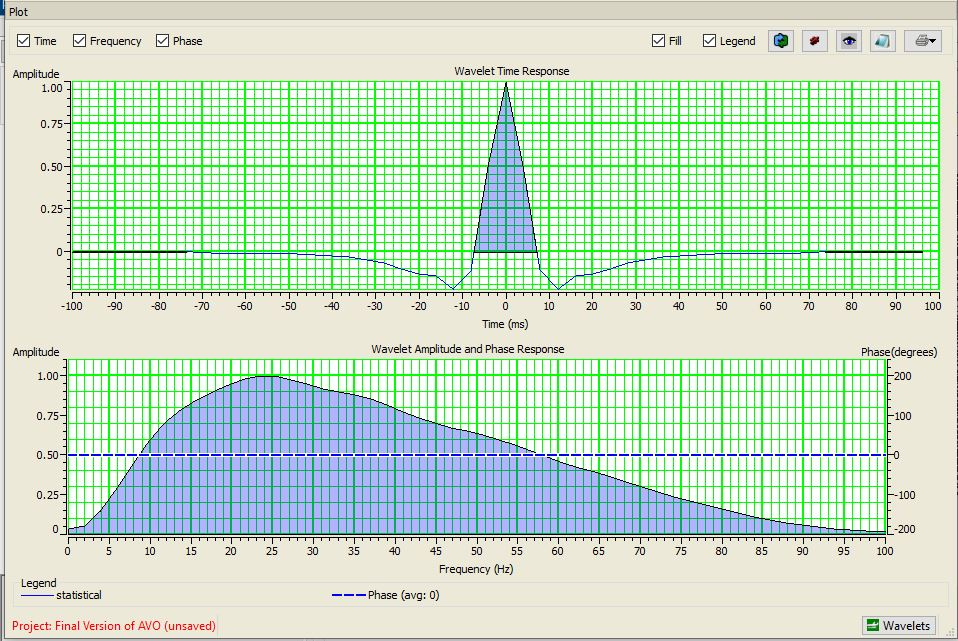 Plot
Time Frequency Phase Fill Legend
Wavelet Time Response
Amplitude
1.00
0.75
0.50
0.25
0
-100 -90 -80 -70 -60 -50 -40 -30 -20 -10 0 10 20 30 40 50 60 70 80 90 100
Time (ms)
Wavelet Amplitude and Phase Response
Amplitude Phase(degrees)
1.00 200
0.75 100
0.50 0
0.25 -100
0 -200
0 5 10 15 20 25 30 35 40 45 50 55 60 65 70 75 80 85 90 95 100
Frequency (Hz)
Legend
statistical Phase (avg: 0)
Project: Final Version of AVO (unsaved) Wavelets